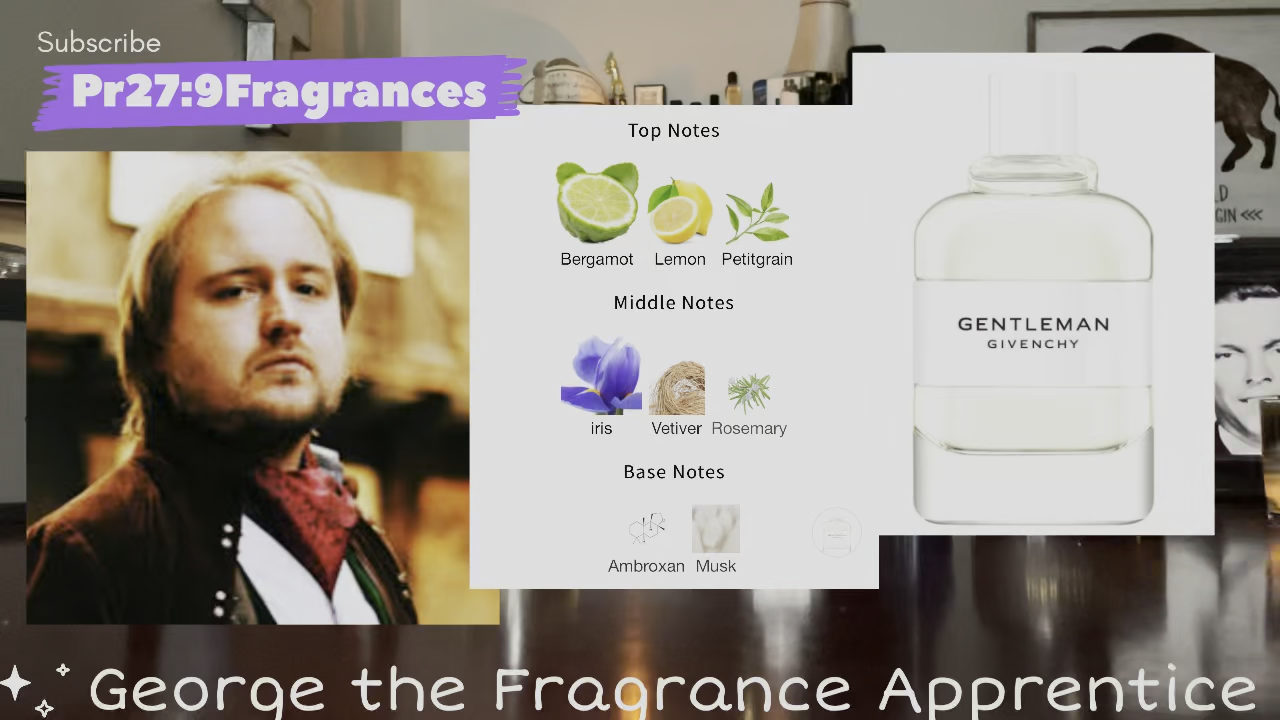 Subscribe
Pr27:9Fragrances
Top Notes
Bergamot Lemon Petitgrain
Middle Notes
iris Vetiver Rosemary
Base Notes
Ambroxan Musk
GENTLEMAN
GIVENCHY
GIN <<<
George the Fragrance Apprentice